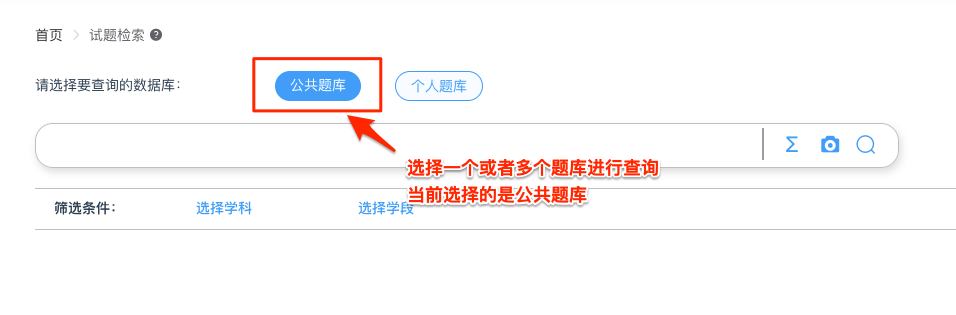 首页 > 试题检索 ?
请选择要查询的数据库： 公共题库 个人题库
Σ
选择一个或者多个题库进行查询
当前选择的是公共题库
筛选条件： 选择学科 选择学段